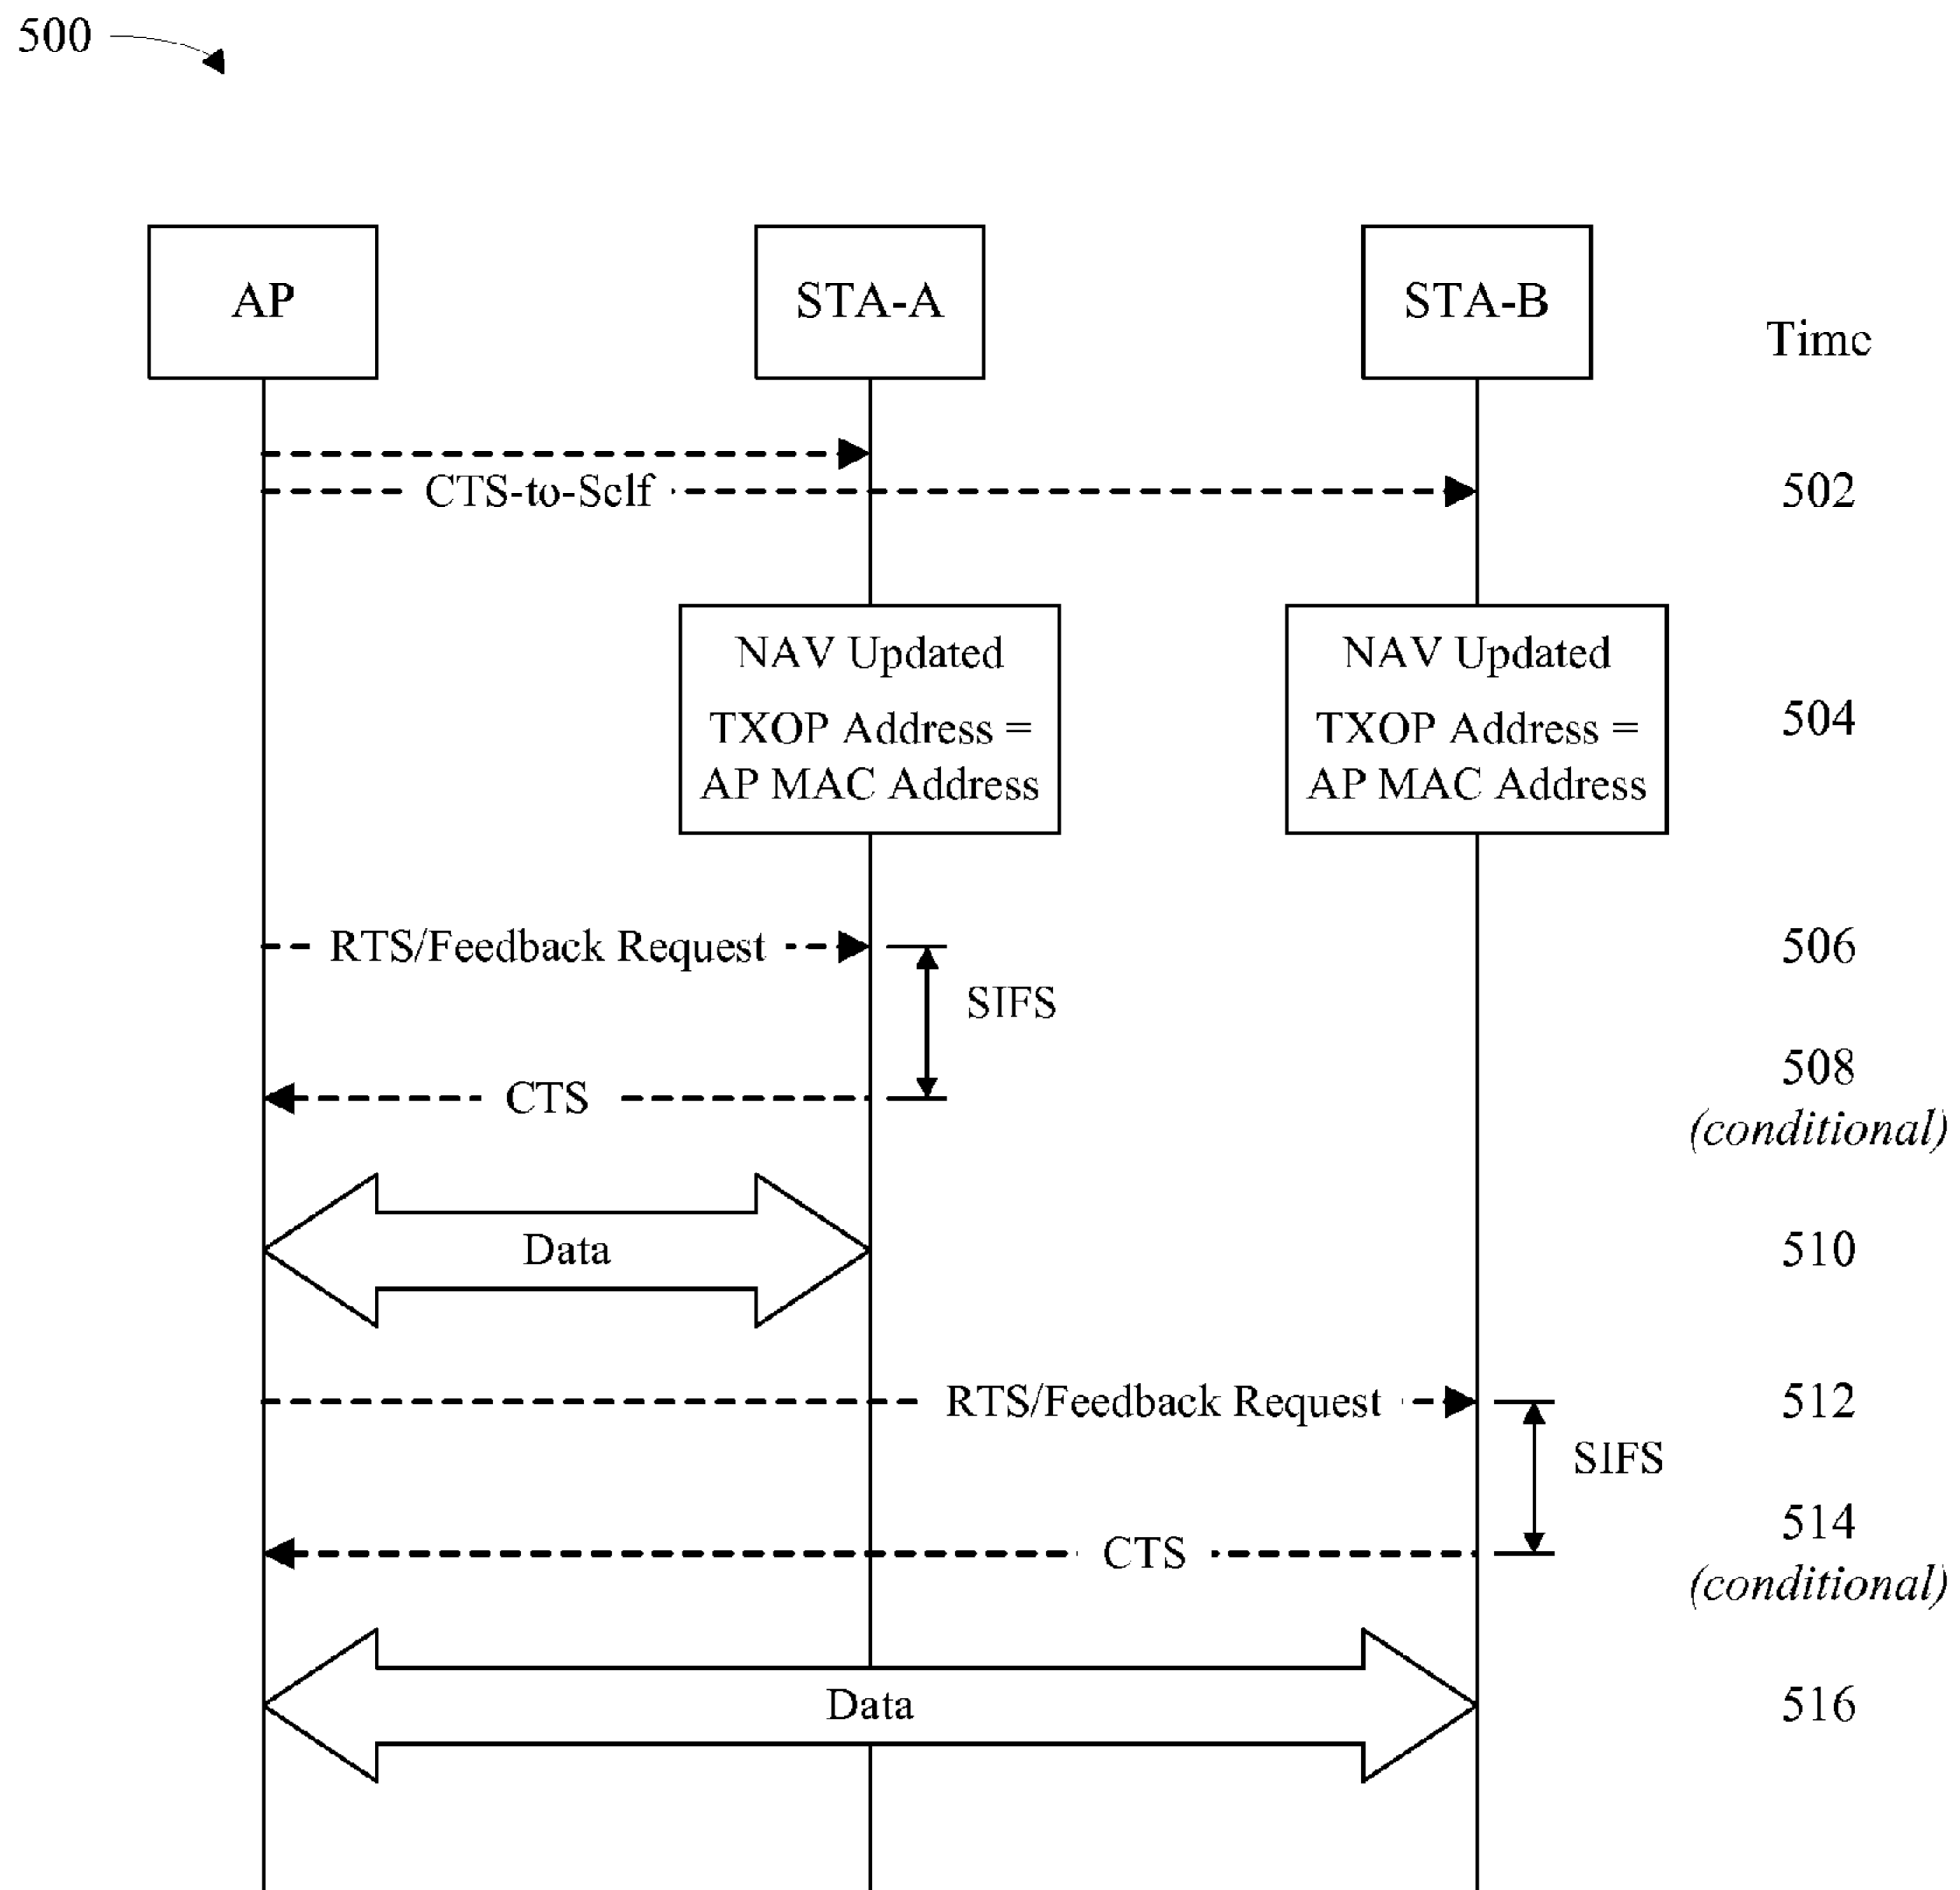 500
AP
STA-A
STA-B
Time
CTS-to-Self
502
NAV Updated
TXOP Address =
AP MAC Address
NAV Updated
TXOP Address =
AP MAC Address
504
RTS/Feedback Request
506
SIFS
CTS
508
(conditional)
Data
510
RTS/Feedback Request
512
SIFS
CTS
514
(conditional)
Data
516